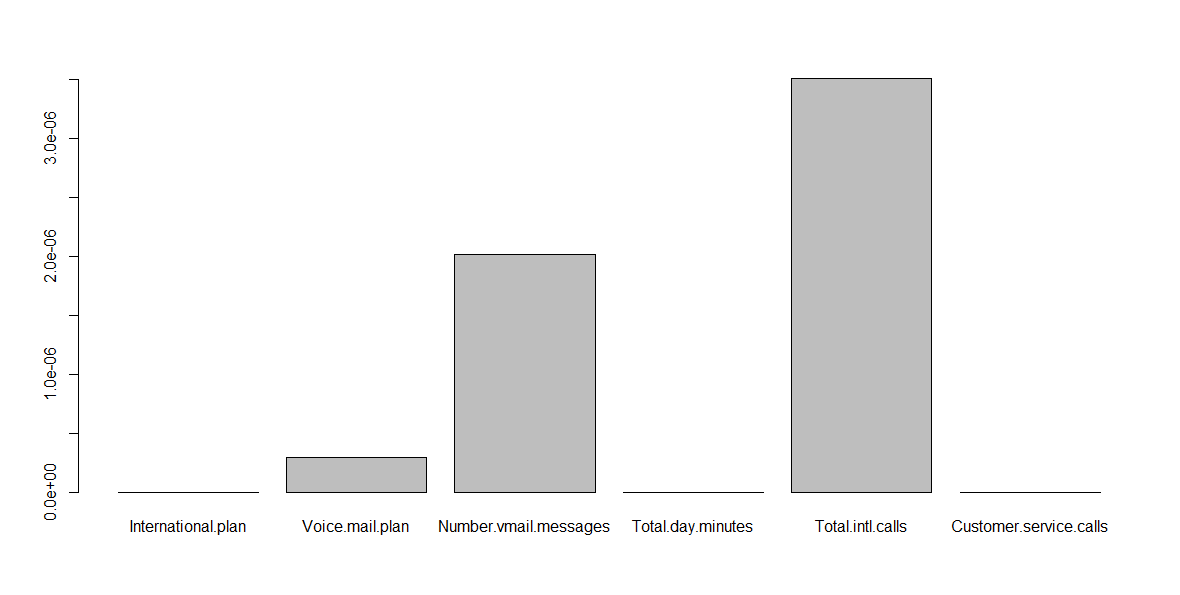 3.0e-06
2.0e-06
1.0e-06
0.0e+00
International.plan Voice.mail.plan Number.vmail.messages Total.day.minutes Total.intl.calls Customer.service.calls